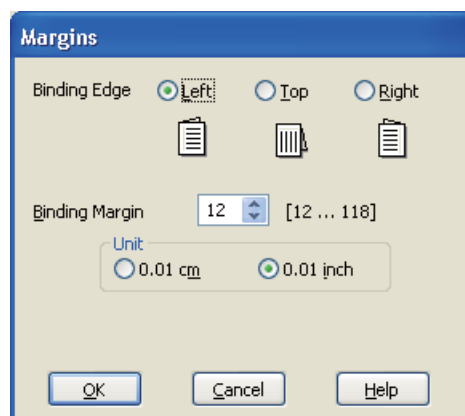 Margins
Binding Edge Left Top Right
Binding Margin 12 [12 ... 118]
Unit
0.01 cm 0.01 inch
OK Cancel Help